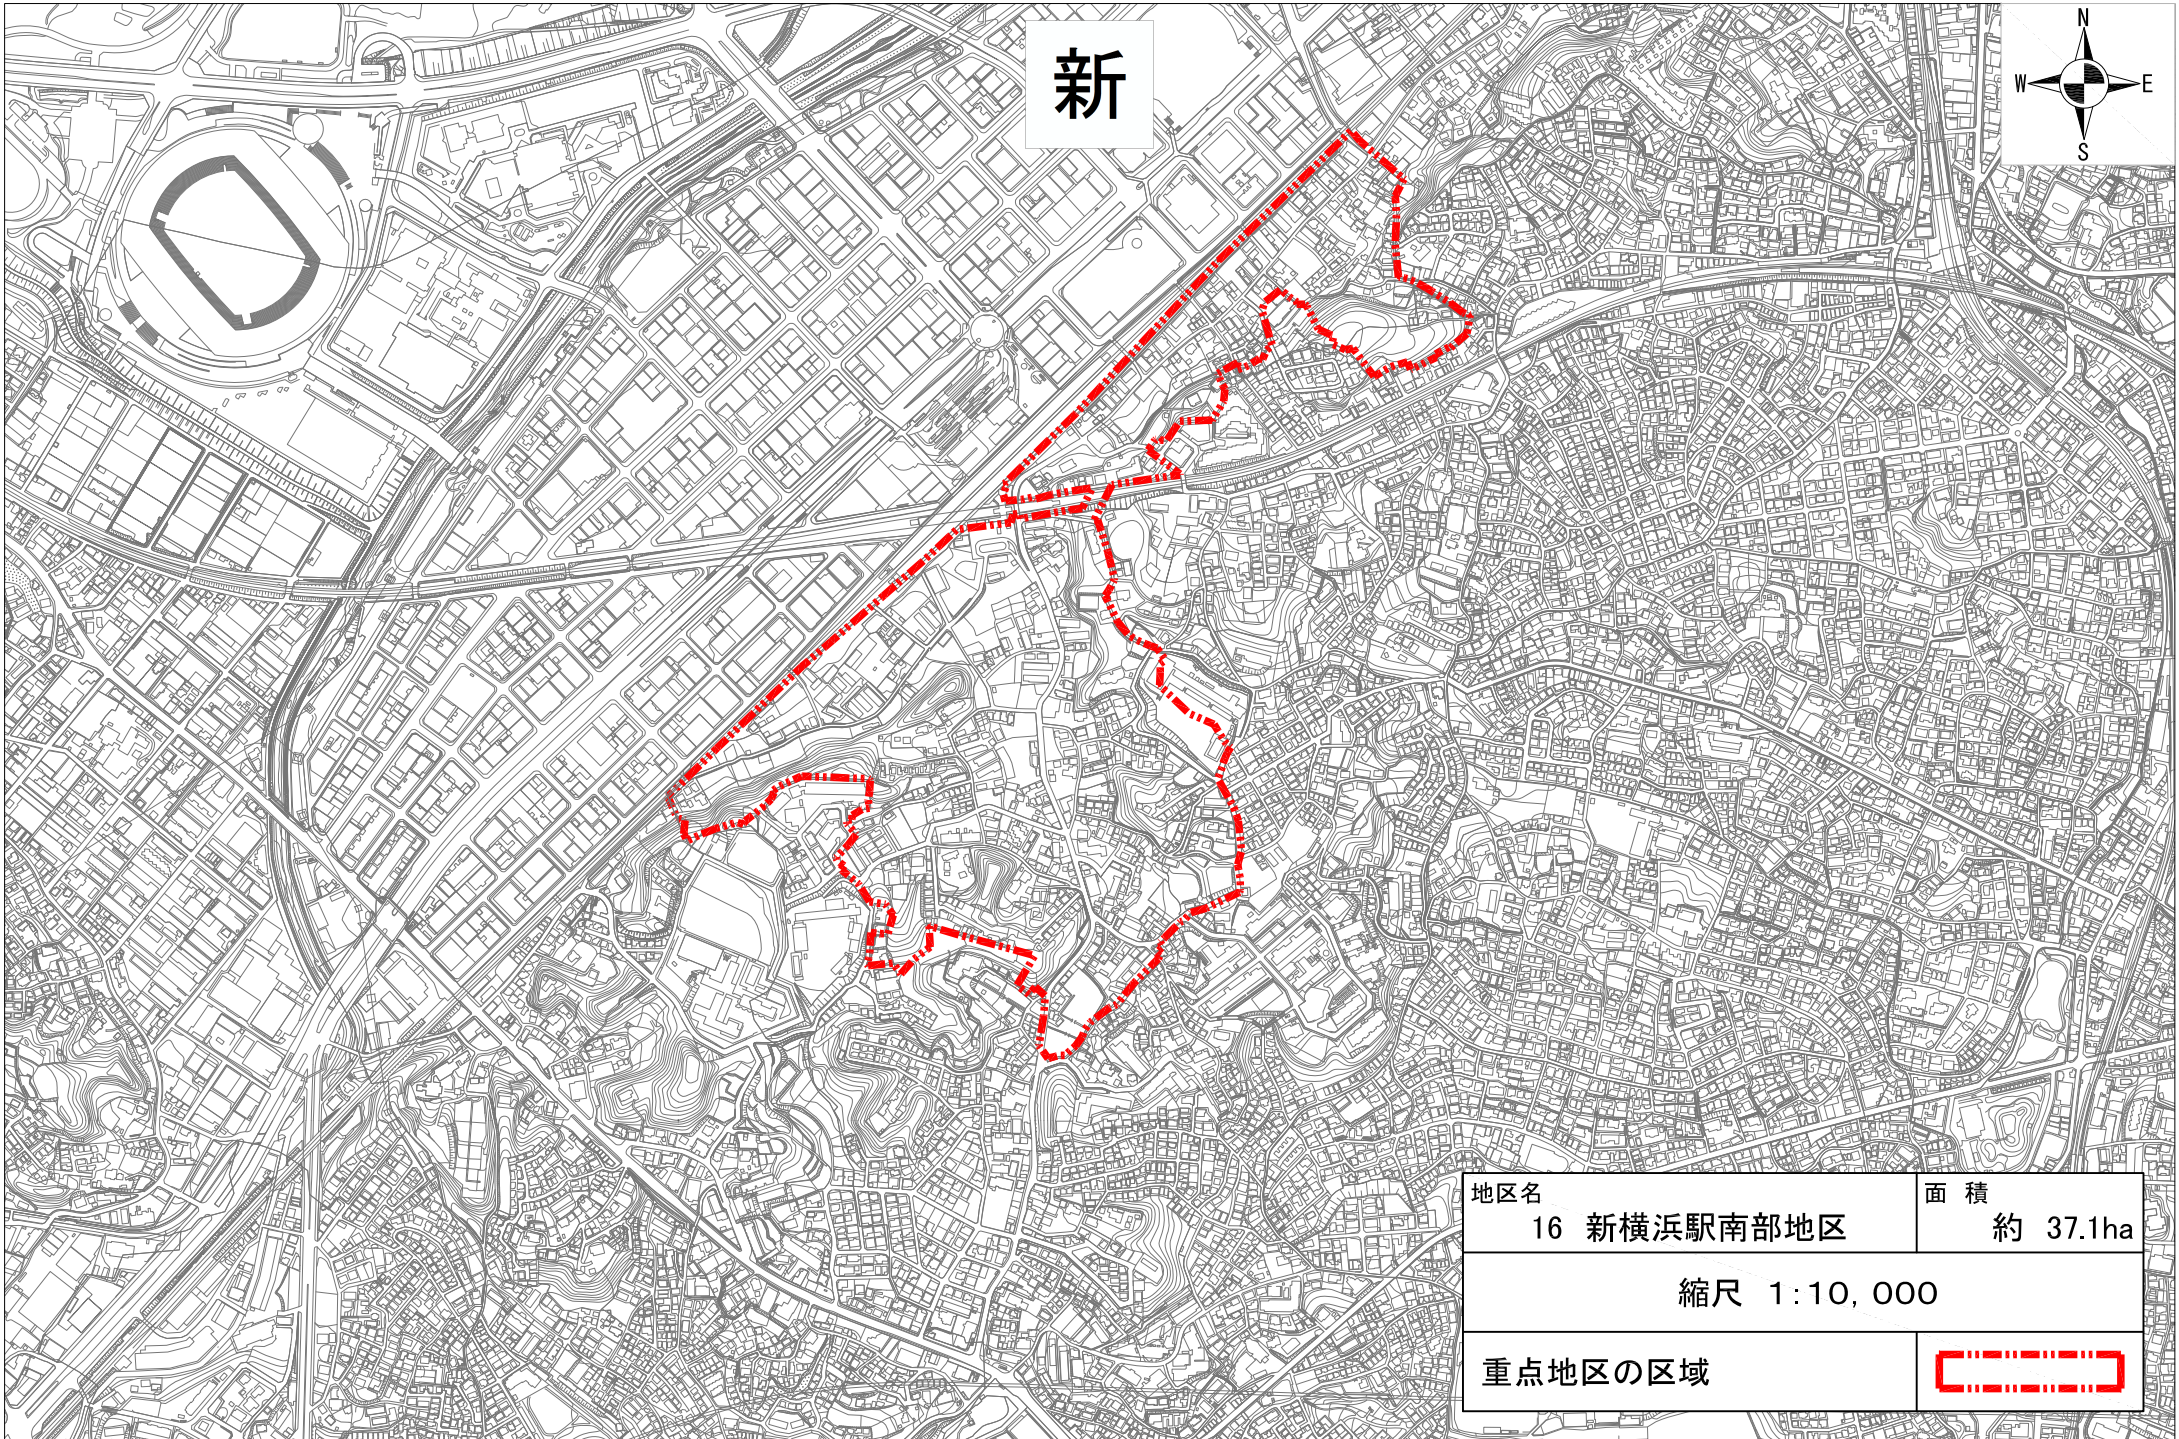 新
N
W
E
S
地区名
16 新横浜駅南部地区
面 積
約 37.1ha
縮尺 1:10,000
重点地区の区域